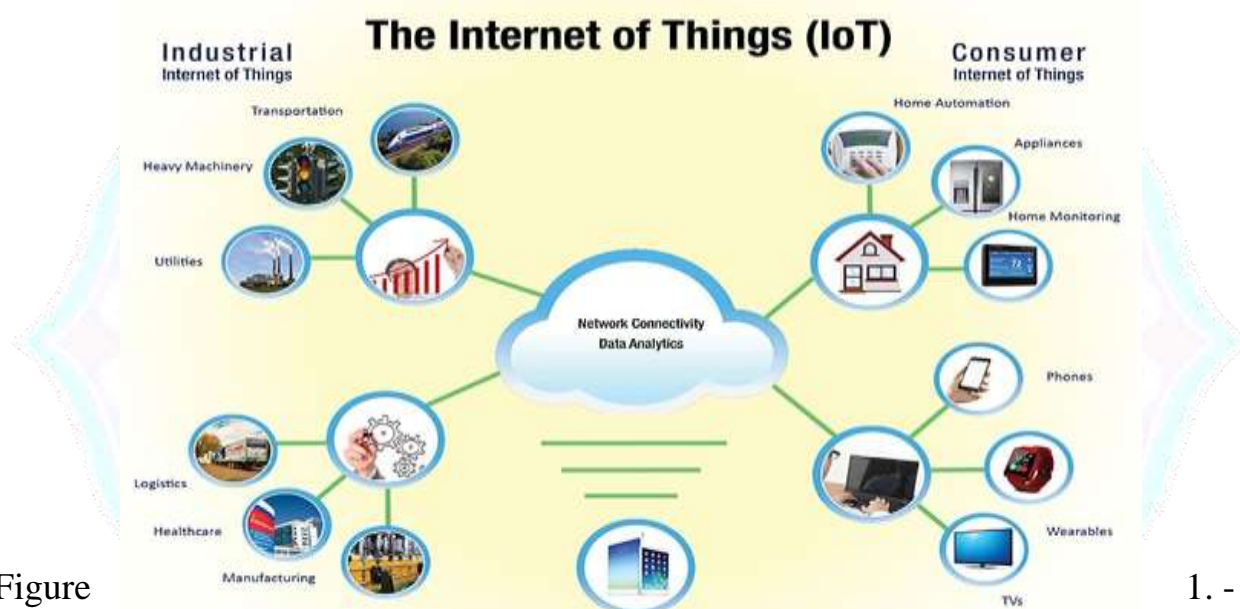 The Internet of Things (IoT)
Industrial
Internet of Things
Consumer
Internet of Things
Transportation
Heavy Machinery
Utilities
Home Automation
Appliances
Home Monitoring
Network Connectivity
Data Analytics
Phones
Wearables
TVs
Logistics
Healthcare
Manufacturing
Figure 1. -